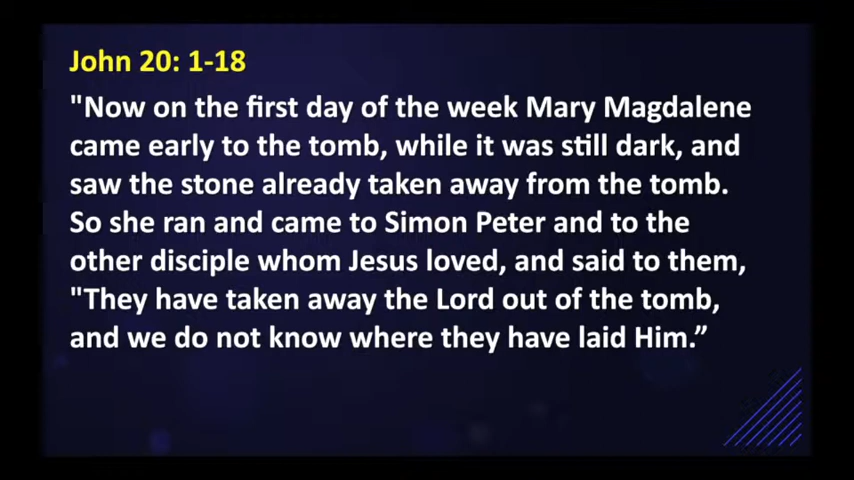 John 20: 1-18
"Now on the first day of the week Mary Magdalene
came early to the tomb, while it was still dark, and
saw the stone already taken away from the tomb.
So she ran and came to Simon Peter and to the
other disciple whom Jesus loved, and said to them,
"They have taken away the Lord out of the tomb,
and we do not know where they have laid Him.”